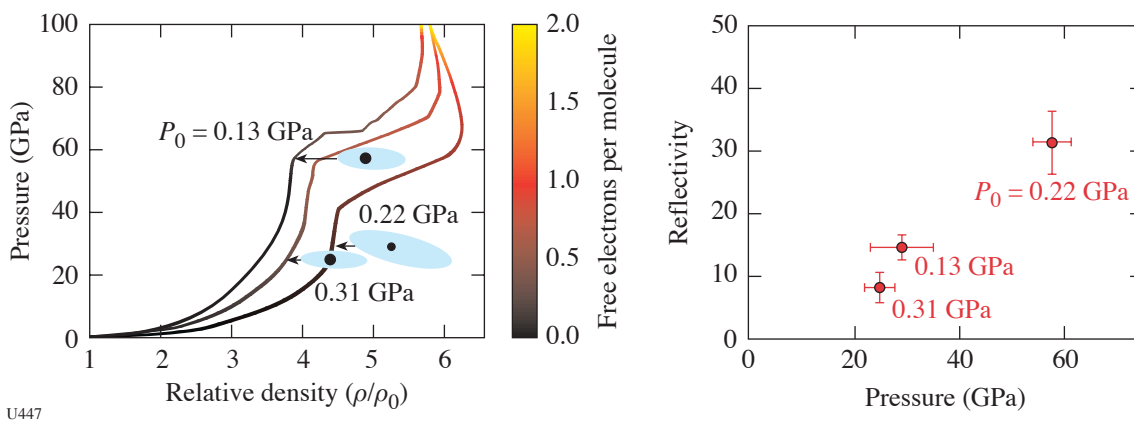 100
80
60
40
20
0
Pressure (GPa)
P0 = 0.13 GPa
0.22 GPa
0.31 GPa
1
2
3
4
5
6
Relative density (ρ/ρ0)
2.0
1.5
1.0
0.5
0.0
Free electrons per molecule
50
40
30
20
10
0
Reflectivity
P0 = 0.22 GPa
0.13 GPa
0.31 GPa
0
20
40
60
Pressure (GPa)
U447